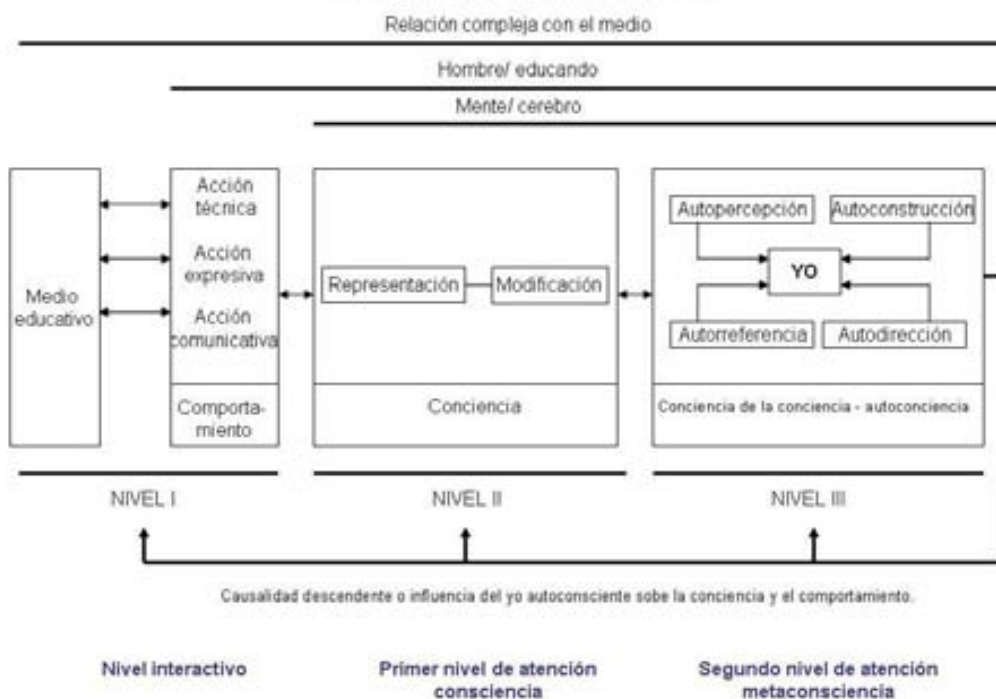 Relación compleja con el medio
Hombre/ educando
Mente/ cerebro
Medio
educativo
Acción
técnica
Acción
expresiva
Acción
comunicativa
Comporta-
miento
Representación
Modificación
Conciencia
Autopercepción
Autoconstrucción
YO
Autorreferencia
Autodirección
Conciencia de la conciencia - autoconciencia
NIVEL I
NIVEL II
NIVEL III
Causalidad descendente o influencia del yo autoconsciente sobe la conciencia y el comportamiento.
Nivel interactivo
Primer nivel de atención
consciencia
Segundo nivel de atención
metaconsciencia